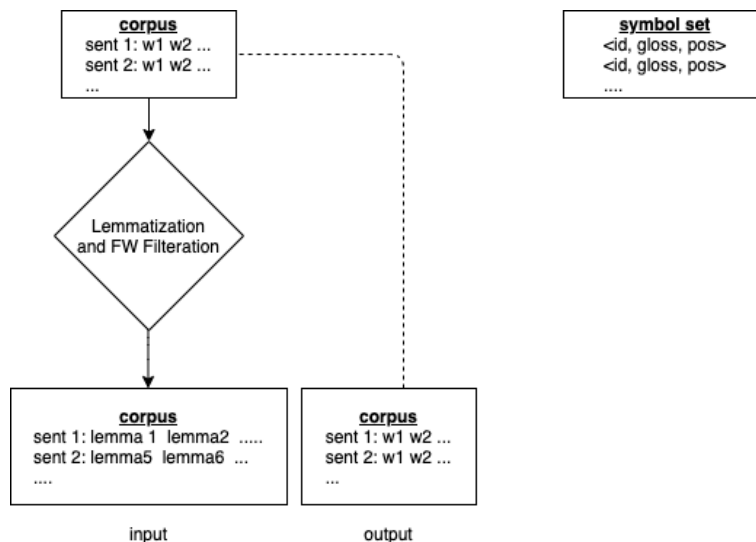 corpus
sent 1: w1 w2 ...
sent 2: w1 w2 ...
...
symbol set
<id, gloss, pos>
<id, gloss, pos>
....
Lemmatization
and FW Filteration
corpus
sent 1: lemma 1 lemma2 .....
sent 2: lemma5 lemma6 ...
....
corpus
sent 1: w1 w2 ...
sent 2: w1 w2 ...
...
input
output